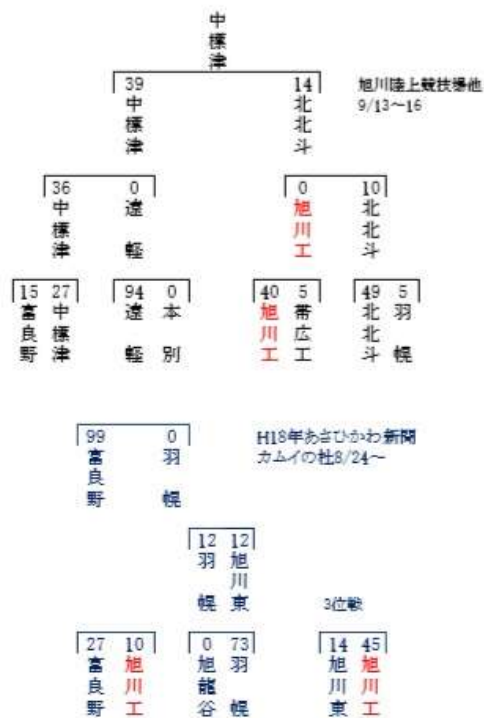 中標津
39 14
中標津 北北斗
旭川陸上競技場他
9/13～16
36 0 0 10
中標津 遠軽 旭川工 北北斗
15 27 94 0 40 5 49 5
富良野 中標津 遠軽 本別 旭川工 帯広工 北北斗 羽幌
99 0
富良野 羽幌
H18年あさひかわ新聞
カムイの杜8/24～
12 12
羽幌 旭川東
3位戦
27 10 0 73 14 45
富良野 旭川工 旭龍谷 羽幌 旭川東 旭川工